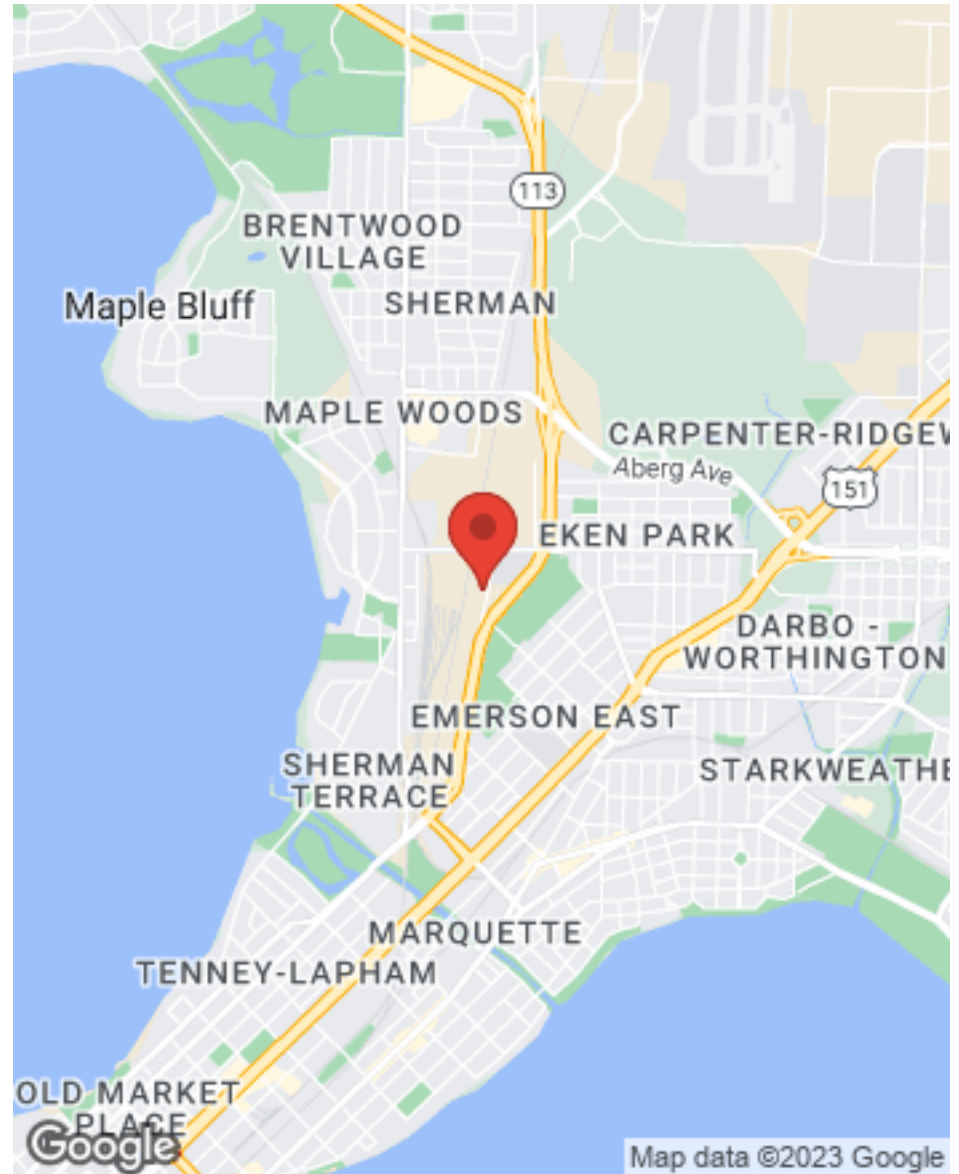 113
BRENTWOOD
VILLAGE
Maple Bluff
SHERMAN
MAPLE WOODS
CARPENTER-RIDGEW
Aberg Ave
151
EKEN PARK
DARBO -
WORTHINGTON
EMERSON EAST
SHERMAN
TERRACE
STARKWEATHE
MARQUETTE
TENNEY-LAPHAM
OLD MARKET
PLACE
Google
Map data ©2023 Google